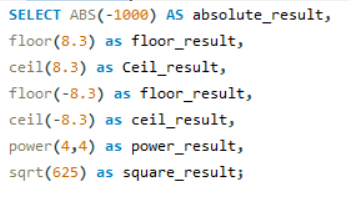 SELECT ABS(-1000) AS absolute_result,
floor(8.3) as floor_result,
ceil(8.3) as Ceil_result,
floor(-8.3) as floor_result,
ceil(-8.3) as ceil_result,
power(4,4) as power_result,
sqrt(625) as square_result;